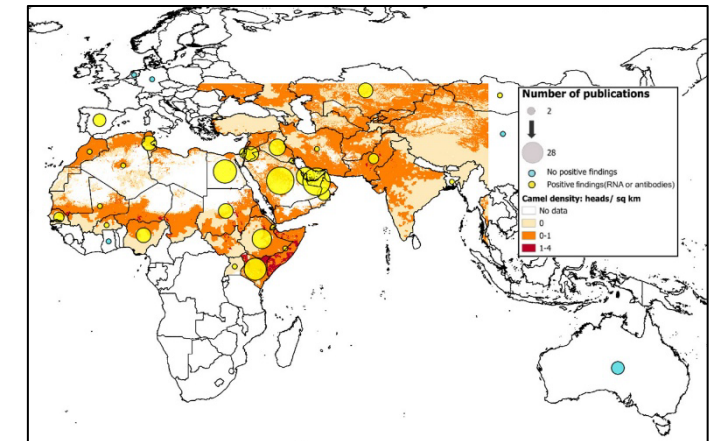 Number of publications
2
28
No positive findings
Positive findings(RNA or antibodies)
Camel density: heads/ sq km
No data
0
0-1
1-4